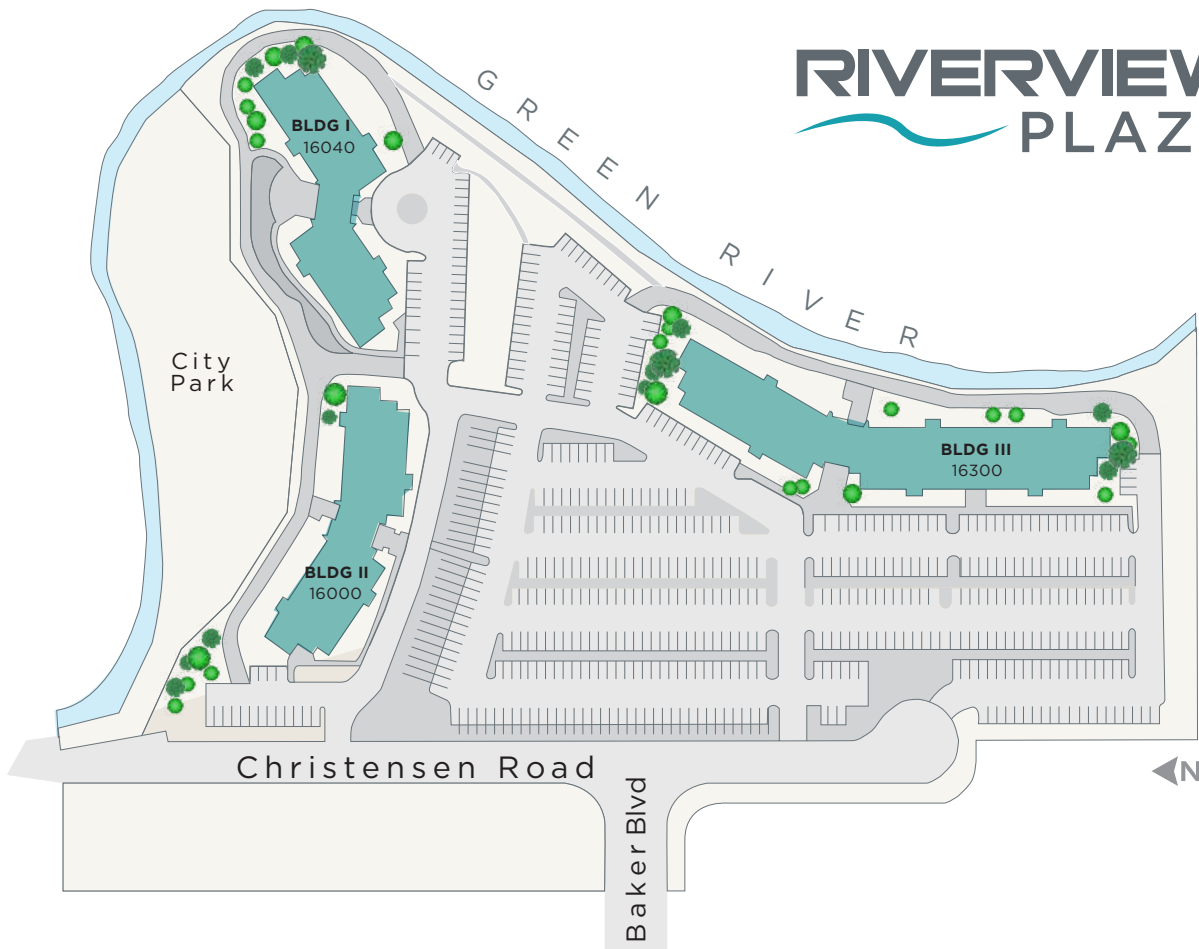 RIVERVIEW
PLAZ
GREEN RIVER
BLDG I
16040
City
Park
BLDG III
16300
BLDG II
16000
Christensen Road
N
Baker Blvd